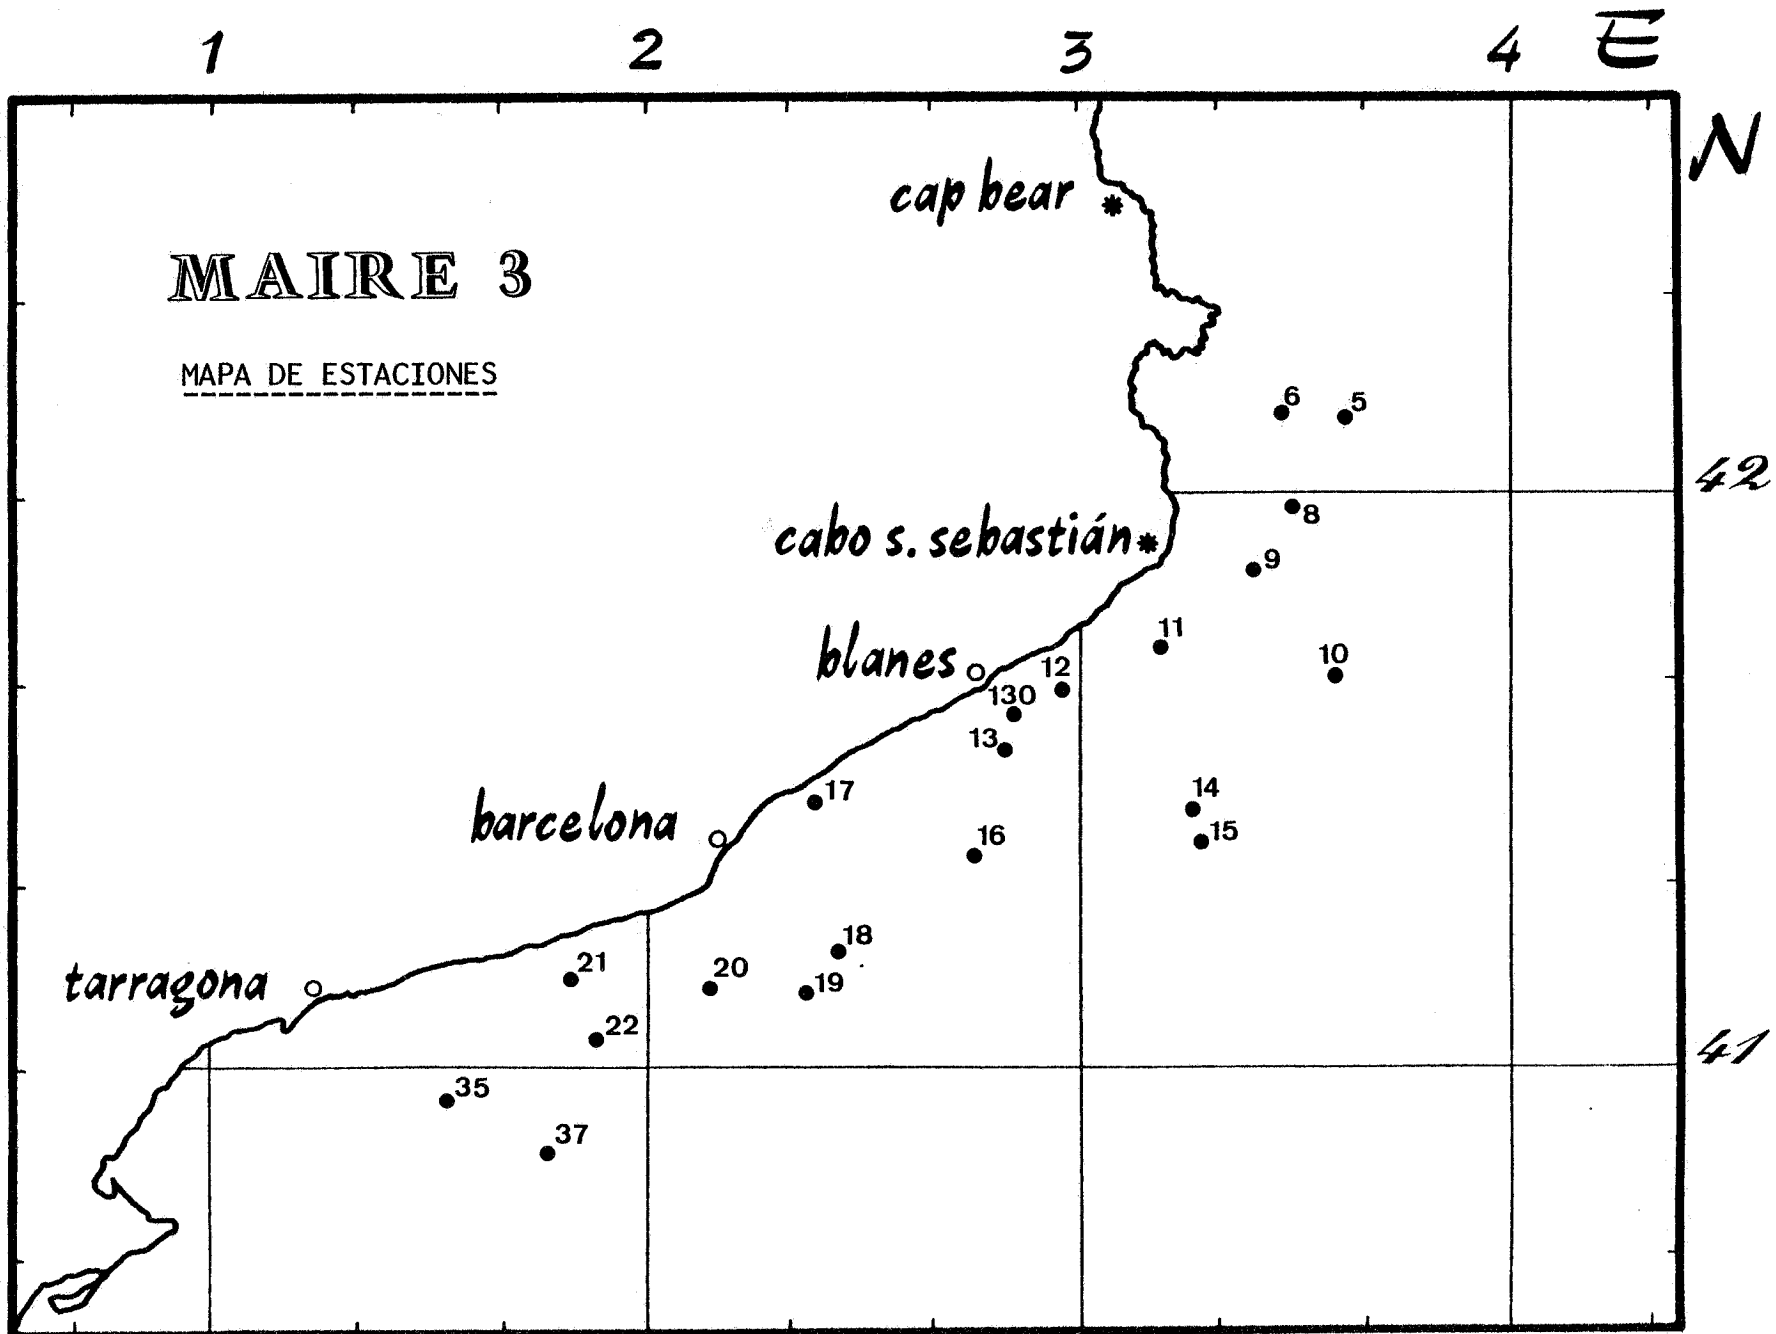 1 2 3 4 E
N
cap bear
MAIRE 3
MAPA DE ESTACIONES
6 5
42
8
cabo s. sebastián
9
11
blanes
12
10
130
13
17
14
barcelona
15
16
18
21
20
tarragona
19
22
41
35
37